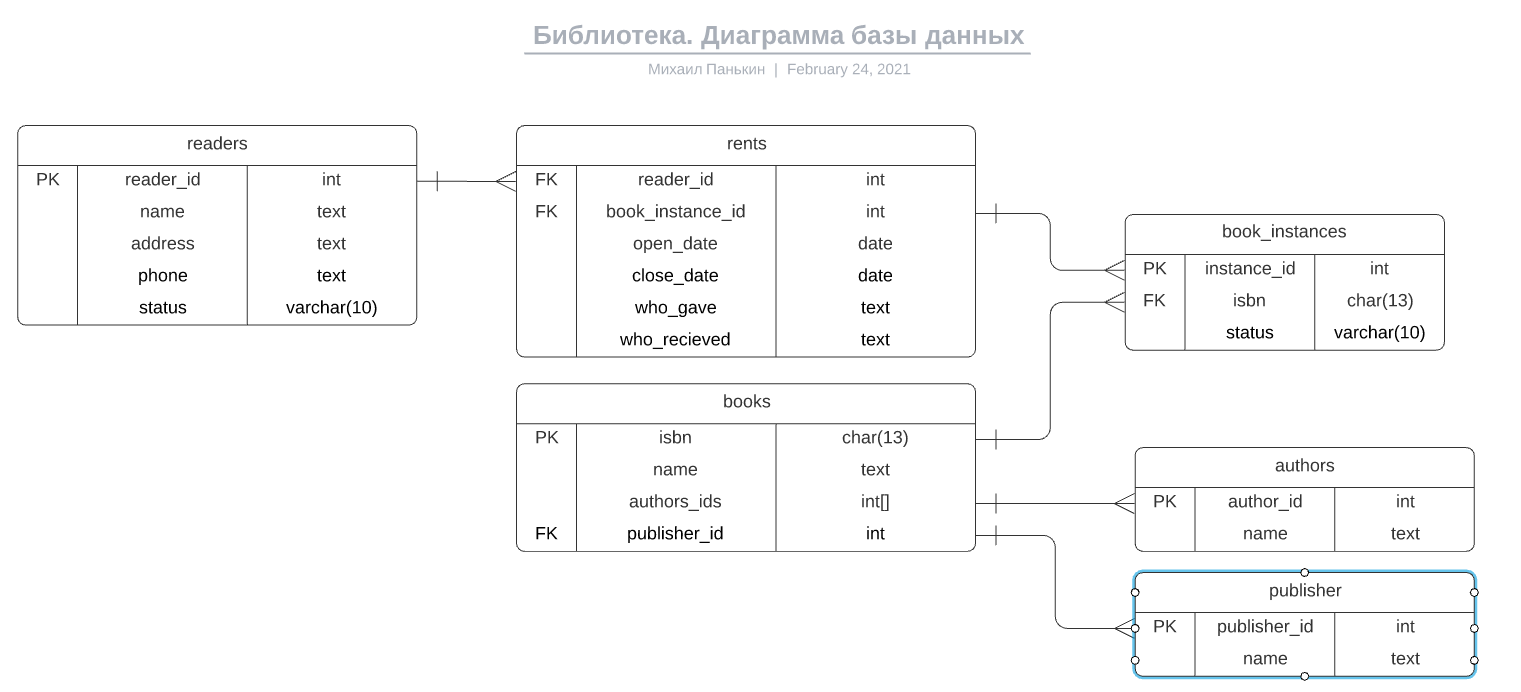 Библиотека. Диаграмма базы данных
Михаил Панькин | February 24, 2021
readers
PK reader_id int
name text
address text
phone text
status varchar(10)
rents
FK reader_id int
FK book_instance_id int
open_date date
close_date date
who_gave text
who_recieved text
book_instances
PK instance_id int
FK isbn char(13)
status varchar(10)
books
PK isbn char(13)
name text
authors_ids int[]
FK publisher_id int
authors
PK author_id int
name text
publisher
PK publisher_id int
name text